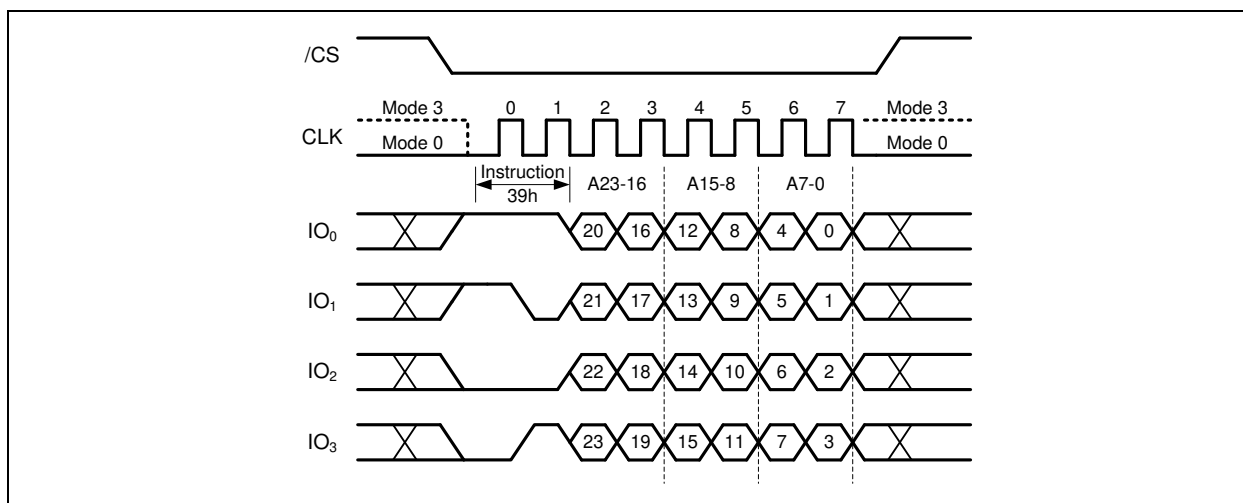 /CS
Mode 3 0 1 2 3 4 5 6 7 Mode 3
CLK
Mode 0 Mode 0
Instruction A23-16 A15-8 A7-0
39h
IO₀ 20 16 12 8 4 0
IO₁ 21 17 13 9 5 1
IO₂ 22 18 14 10 6 2
IO₃ 23 19 15 11 7 3